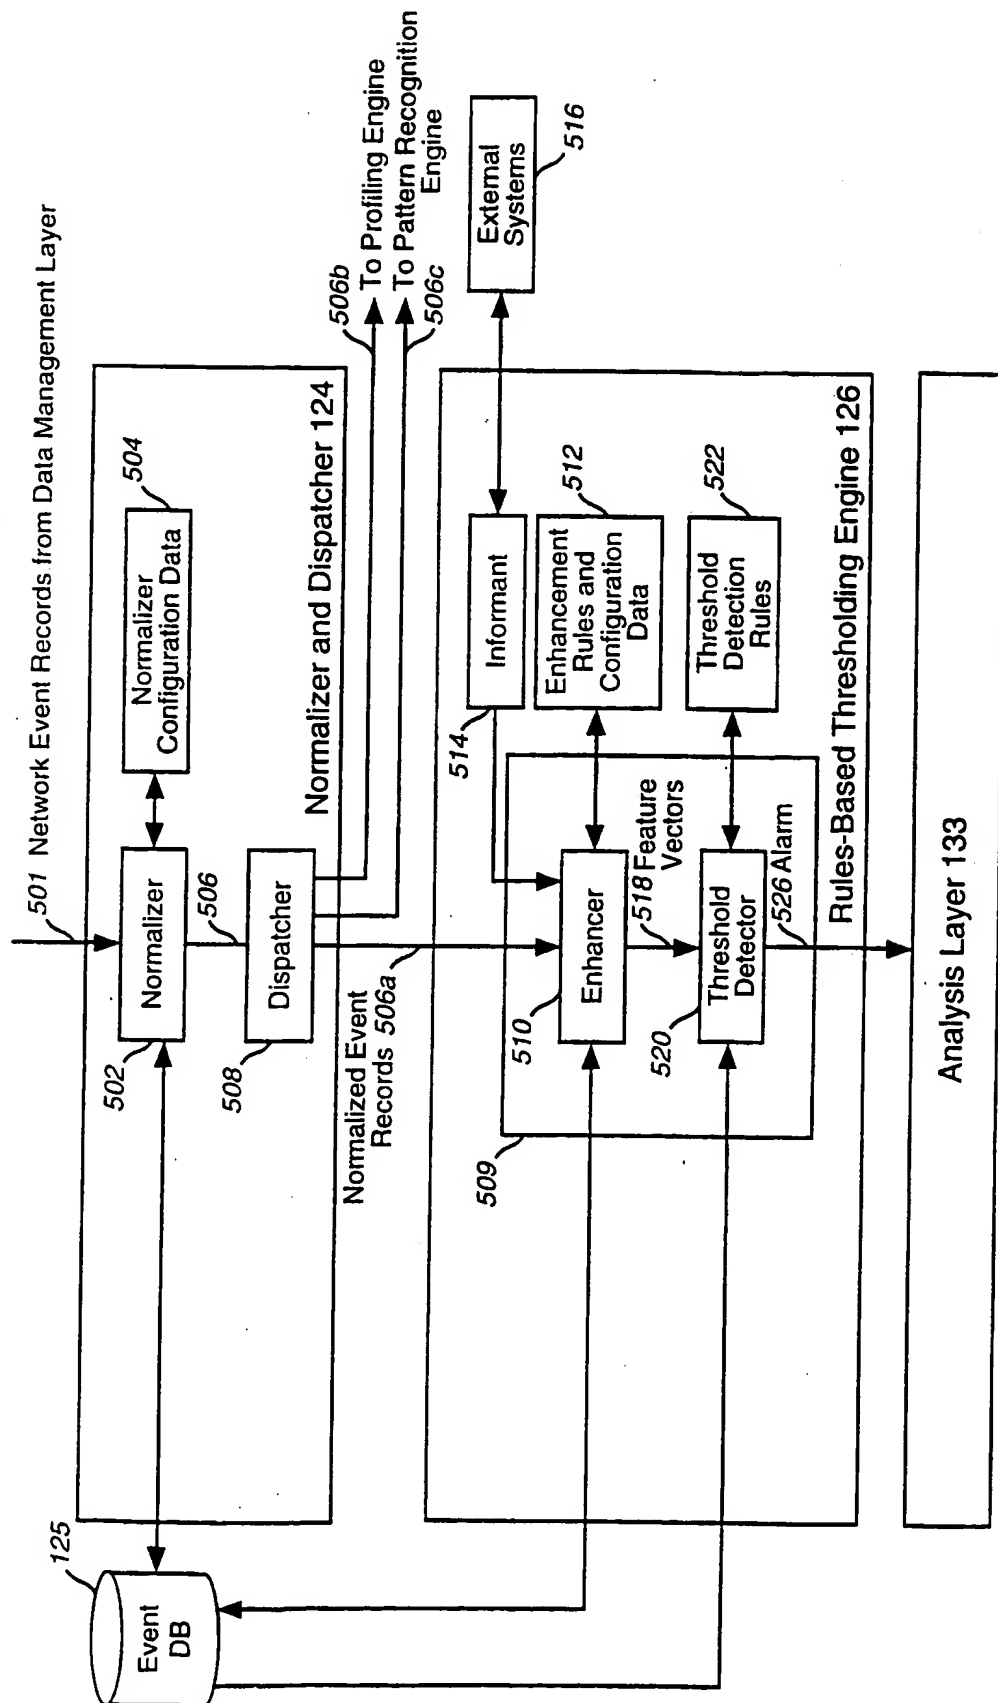 501 Network Event Records from Data Management Layer
125
Event
DB
502
Normalizer
504
Normalizer
Configuration Data
506
508
Dispatcher
Normalizer and Dispatcher 124
506b
To Profiling Engine
To Pattern Recognition
Engine
506c
Normalized Event
Records 506a
External
Systems
516
514
Informant
512
Enhancement
Rules and
Configuration
Data
509
510
Enhancer
518 Feature
Vectors
522
Threshold
Detection
Rules
520
Threshold
Detector
526 Alarm
Rules-Based Thresholding Engine 126
Analysis Layer 133